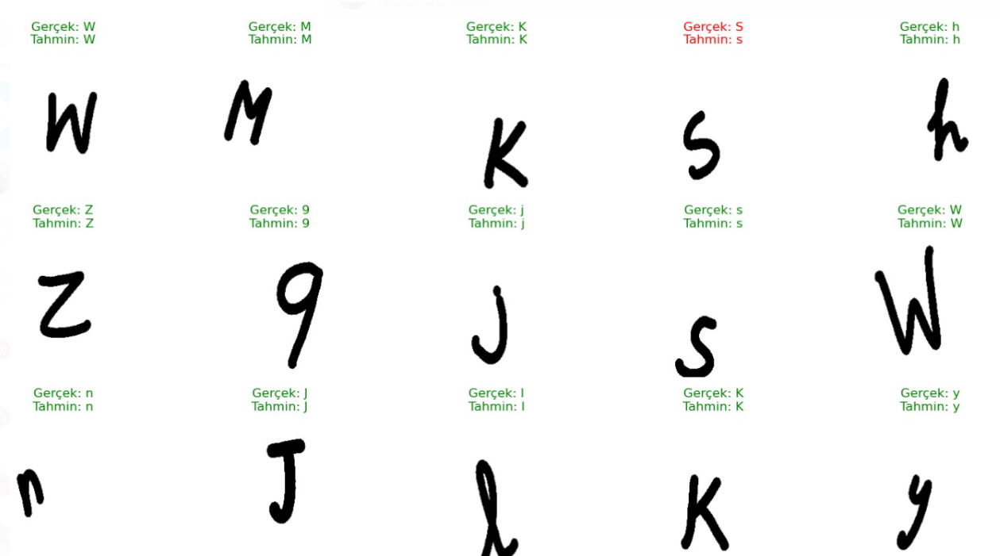 Gerçek: W
Tahmin: W
Gerçek: M
Tahmin: M
Gerçek: K
Tahmin: K
Gerçek: S
Tahmin: s
Gerçek: h
Tahmin: h
W
M
K
S
h
Gerçek: Z
Tahmin: Z
Gerçek: 9
Tahmin: 9
Gerçek: j
Tahmin: j
Gerçek: s
Tahmin: s
Gerçek: W
Tahmin: W
Z
9
j
s
W
Gerçek: n
Tahmin: n
Gerçek: J
Tahmin: J
Gerçek: l
Tahmin: l
Gerçek: K
Tahmin: K
Gerçek: y
Tahmin: y
n
J
l
K
y